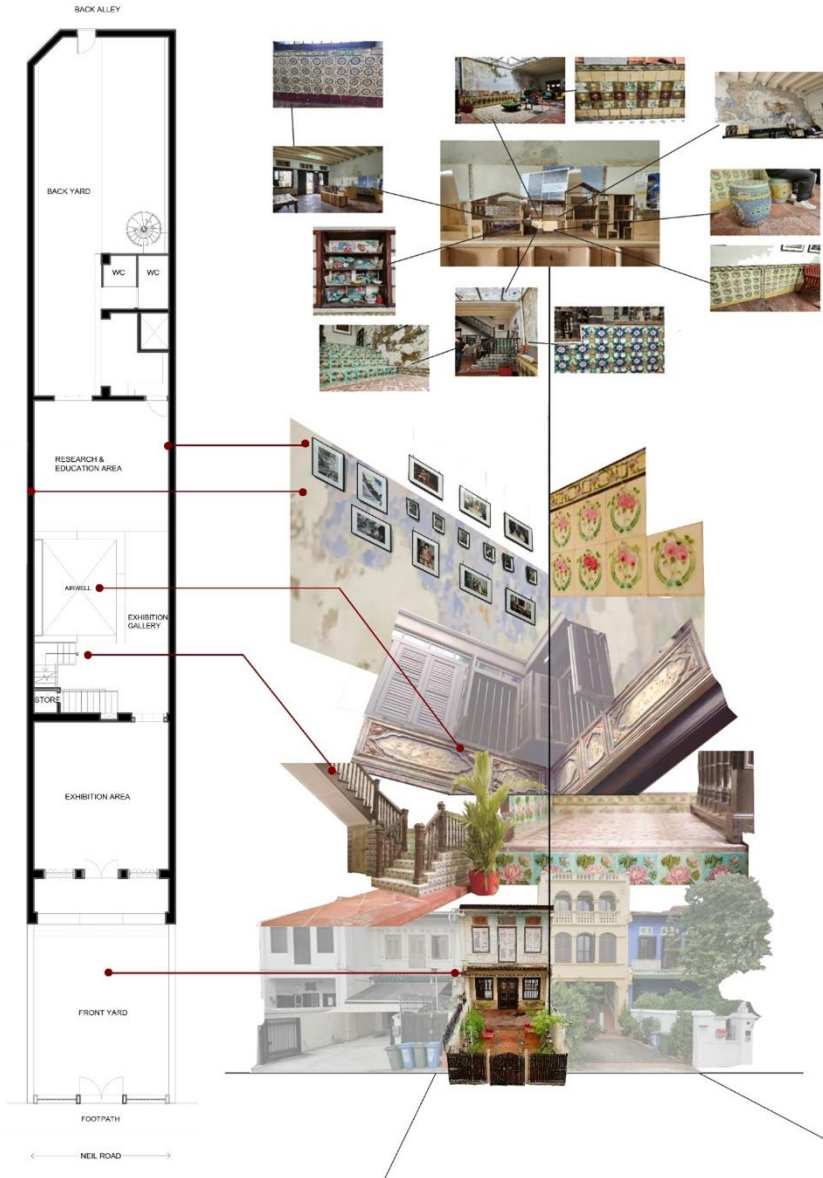 BACK ALLEY
BACK YARD
WC
WC
RESEARCH &
EDUCATION AREA
AIRWELL
EXHIBITION
GALLERY
STORE
EXHIBITION AREA
FRONT YARD
FOOTPATH
NEIL ROAD